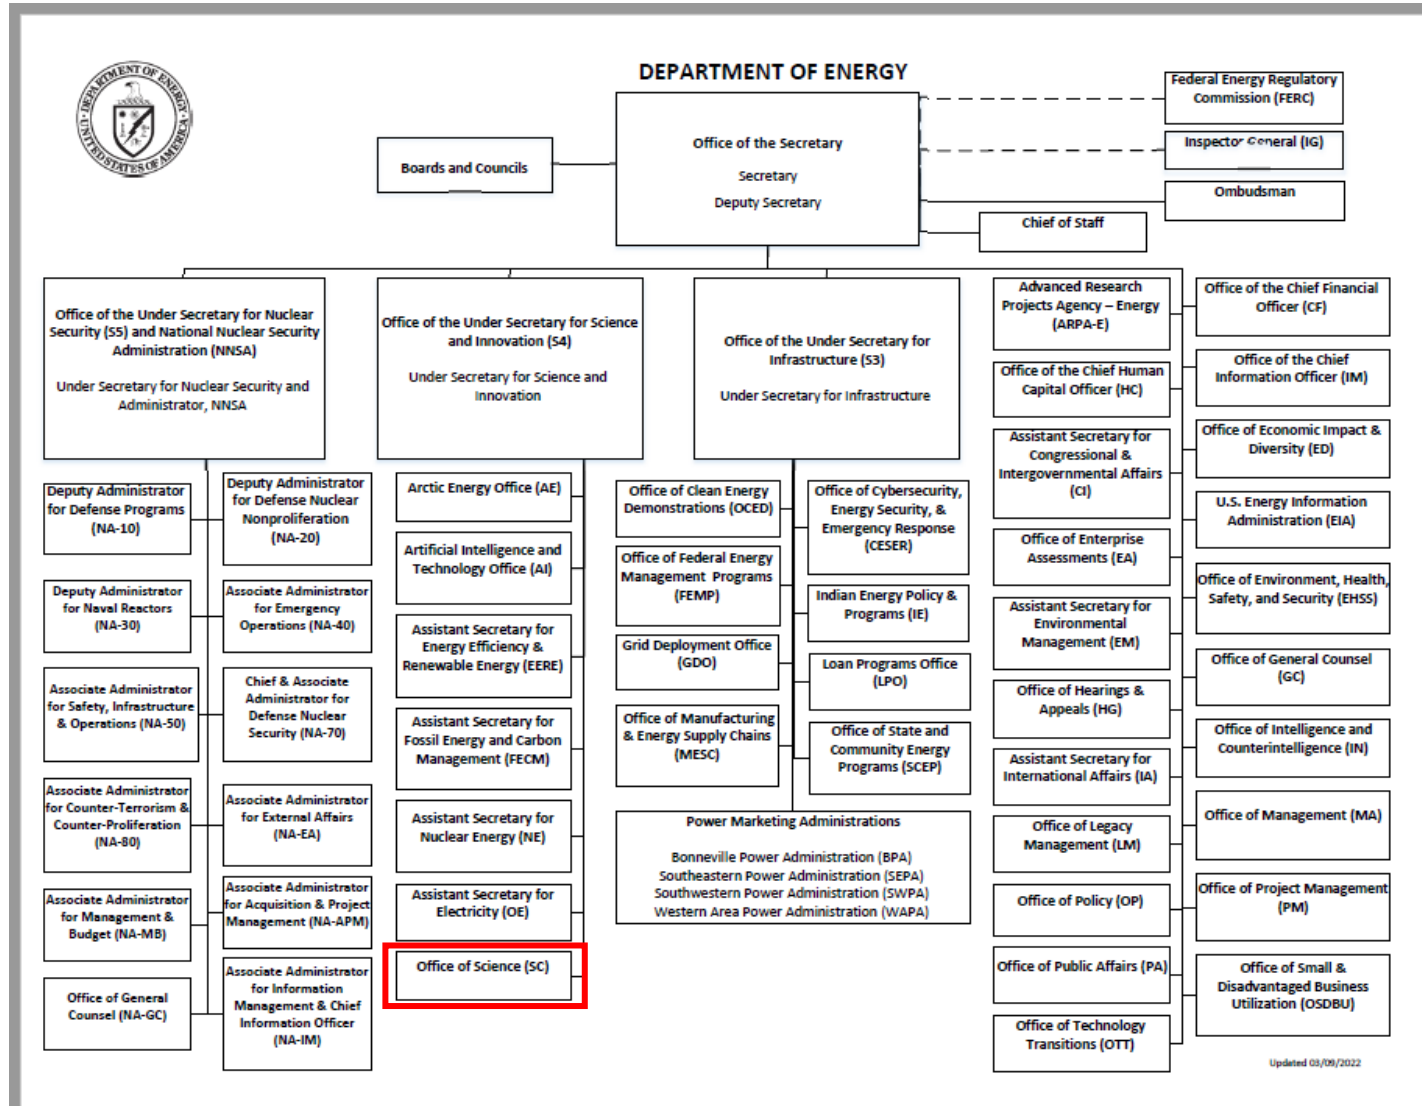 DEPARTMENT OF ENERGY
DEPARTMENT OF ENERGY
UNITED STATES OF AMERICA
Office of the Secretary
Secretary
Deputy Secretary
Boards and Councils
Federal Energy Regulatory
Commission (FERC)
Inspector General (IG)
Ombudsman
Chief of Staff
Office of the Under Secretary for Nuclear
Security (S5) and National Nuclear Security
Administration (NNSA)
Under Secretary for Nuclear Security and
Administrator, NNSA
Deputy Administrator
for Defense Programs
(NA-10)
Deputy Administrator
for Defense Nuclear
Nonproliferation
(NA-20)
Deputy Administrator
for Naval Reactors
(NA-30)
Associate Administrator
for Emergency
Operations (NA-40)
Associate Administrator
for Safety, Infrastructure
& Operations (NA-50)
Chief & Associate
Administrator for
Defense Nuclear
Security (NA-70)
Associate Administrator
for Counter-Terrorism &
Counter-Proliferation
(NA-80)
Associate Administrator
for External Affairs
(NA-EA)
Associate Administrator
for Management &
Budget (NA-MB)
Associate Administrator
for Acquisition & Project
Management (NA-APM)
Office of General
Counsel (NA-GC)
Associate Administrator
for Information
Management & Chief
Information Officer
(NA-IM)
Office of the Under Secretary for Science
and Innovation (S4)
Under Secretary for Science and
Innovation
Arctic Energy Office (AE)
Artificial Intelligence and
Technology Office (AI)
Assistant Secretary for
Energy Efficiency &
Renewable Energy (EERE)
Assistant Secretary for
Fossil Energy and Carbon
Management (FECM)
Assistant Secretary for
Nuclear Energy (NE)
Assistant Secretary for
Electricity (OE)
Office of Science (SC)
Office of the Under Secretary for
Infrastructure (S3)
Under Secretary for Infrastructure
Office of Clean Energy
Demonstrations (OCED)
Office of Cybersecurity,
Energy Security, &
Emergency Response
(CESER)
Office of Federal Energy
Management Programs
(FEMP)
Indian Energy Policy &
Programs (IE)
Grid Deployment Office
(GDO)
Loan Programs Office
(LPO)
Office of Manufacturing
& Energy Supply Chains
(MESC)
Office of State and
Community Energy
Programs (SCEP)
Power Marketing Administrations
Bonneville Power Administration (BPA)
Southeastern Power Administration (SEPA)
Southwestern Power Administration (SWPA)
Western Area Power Administration (WAPA)
Advanced Research
Projects Agency – Energy
(ARPA-E)
Office of the Chief Financial
Officer (CF)
Office of the Chief Human
Capital Officer (HC)
Office of the Chief
Information Officer (IM)
Assistant Secretary for
Congressional &
Intergovernmental Affairs
(CI)
Office of Economic Impact &
Diversity (ED)
U.S. Energy Information
Administration (EIA)
Office of Enterprise
Assessments (EA)
Office of Environment, Health,
Safety, and Security (EHSS)
Assistant Secretary for
Environmental
Management (EM)
Office of General Counsel
(GC)
Office of Hearings &
Appeals (HG)
Office of Intelligence and
Counterintelligence (IN)
Assistant Secretary for
International Affairs (IA)
Office of Management (MA)
Office of Legacy
Management (LM)
Office of Project Management
(PM)
Office of Policy (OP)
Office of Public Affairs (PA)
Office of Small &
Disadvantaged Business
Utilization (OSDBU)
Office of Technology
Transitions (OTT)
Updated 03/09/2022